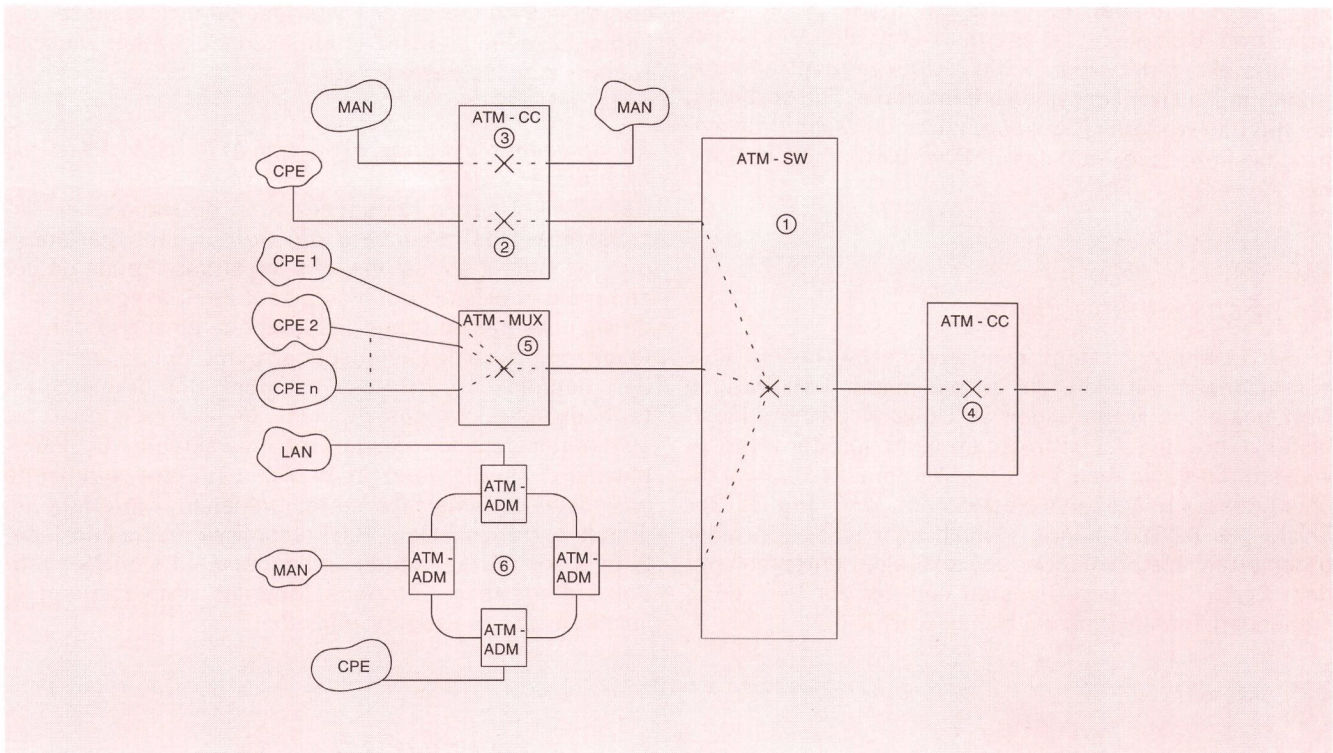 MAN
MAN
ATM - CC
③
CPE
②
ATM - SW
①
CPE 1
CPE 2
CPE n
ATM - MUX
⑤
ATM - CC
④
LAN
ATM -
ADM
MAN
ATM -
ADM
⑥
ATM -
ADM
ATM -
ADM
CPE